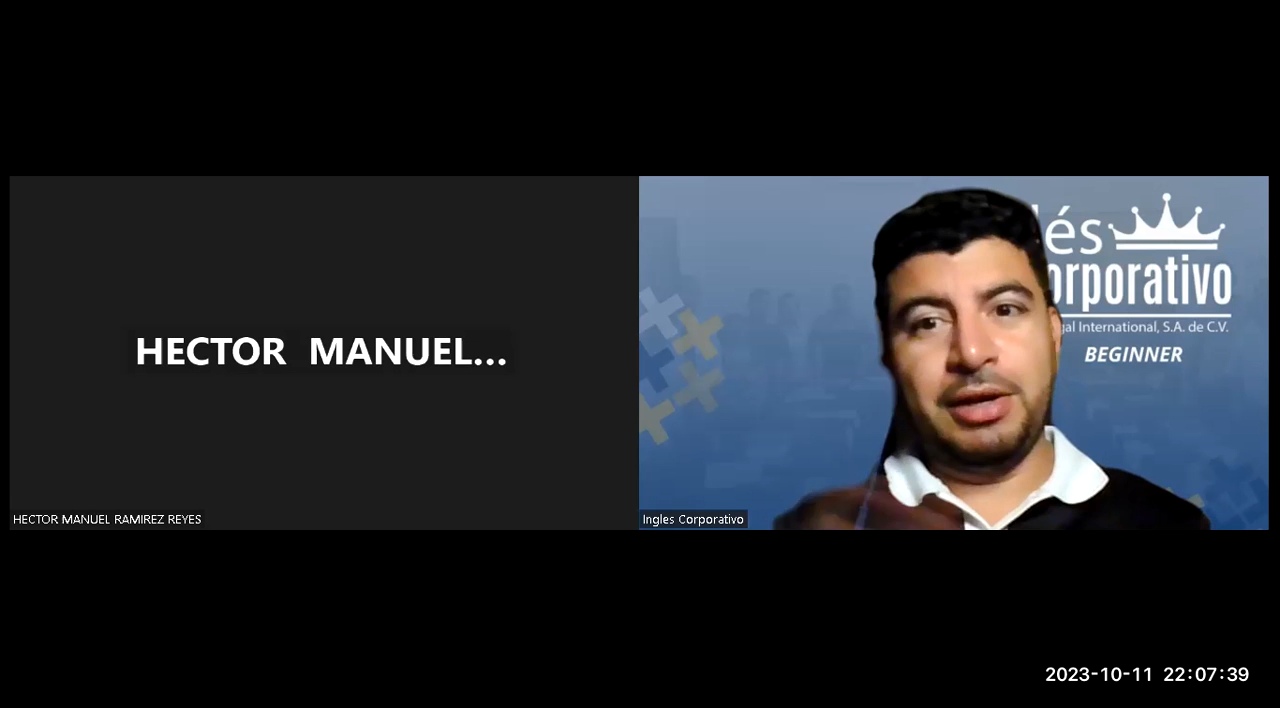 HECTOR MANUEL...
HECTOR MANUEL RAMIREZ REYES
és
orporativo
gal International, S.A. de C.V.
BEGINNER
Ingles Corporativo
2023-10-11 22:07:39